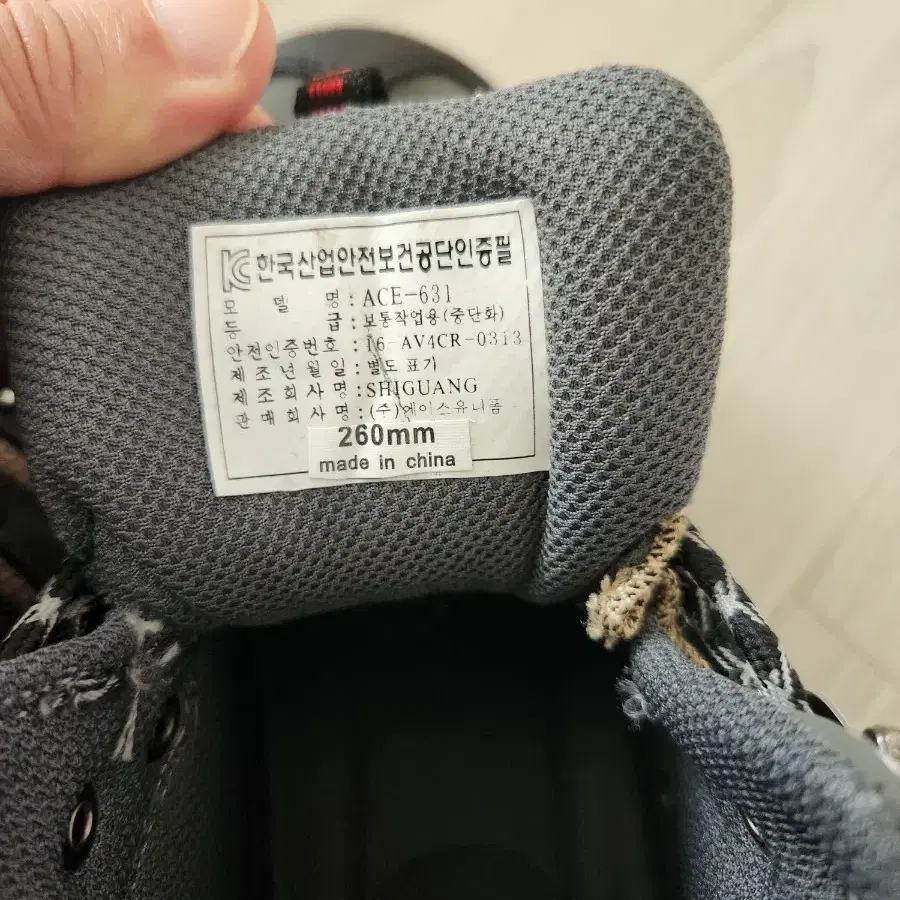 KC 한국산업안전보건공단인증필
모 델 명 : ACE-631
등 급 : 보통작업용(중단화)
안전인증번호 : 16-AV4CR-0313
제조년월일 : 별도 표기
제조회사명 : SHIGUANG
판매회사명 : (주)에이스유니폼
260mm
made in china